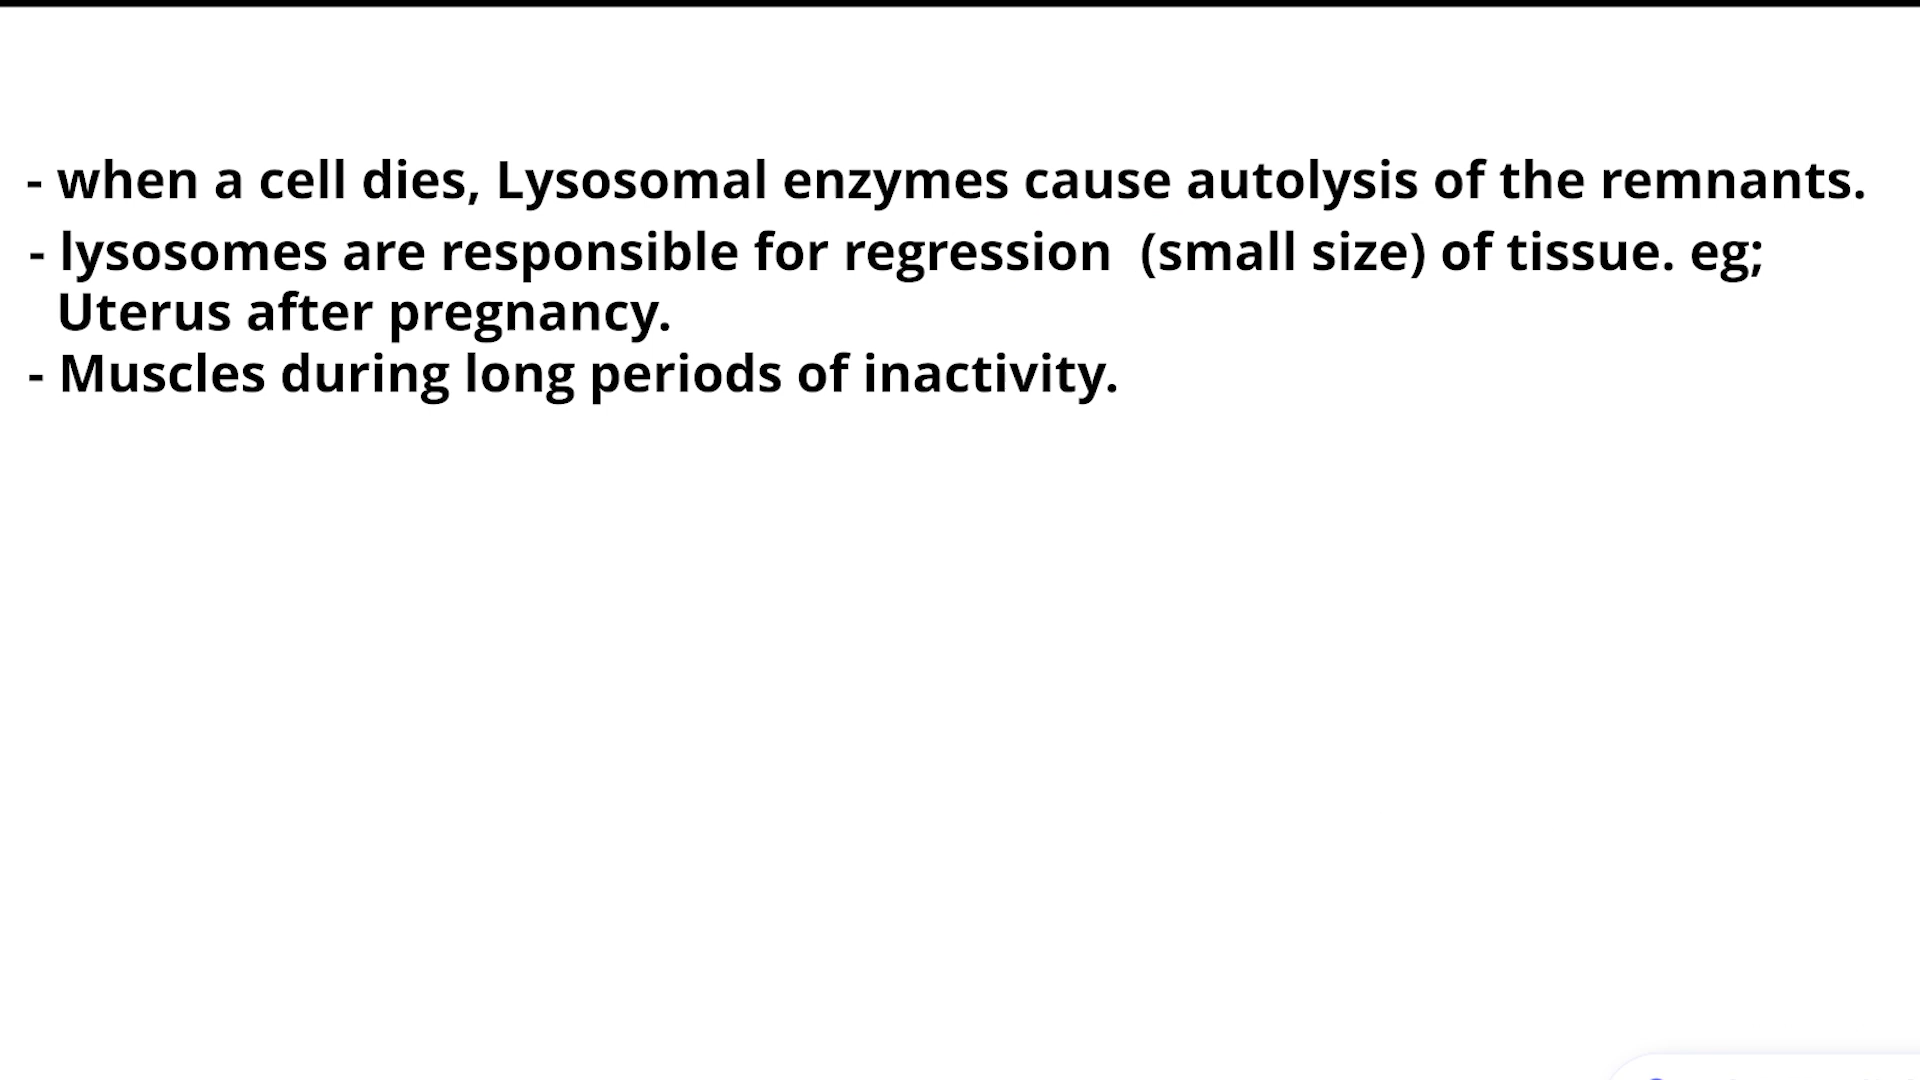 - when a cell dies, Lysosomal enzymes cause autolysis of the remnants.
- lysosomes are responsible for regression  (small size) of tissue. eg;
Uterus after pregnancy.
- Muscles during long periods of inactivity.